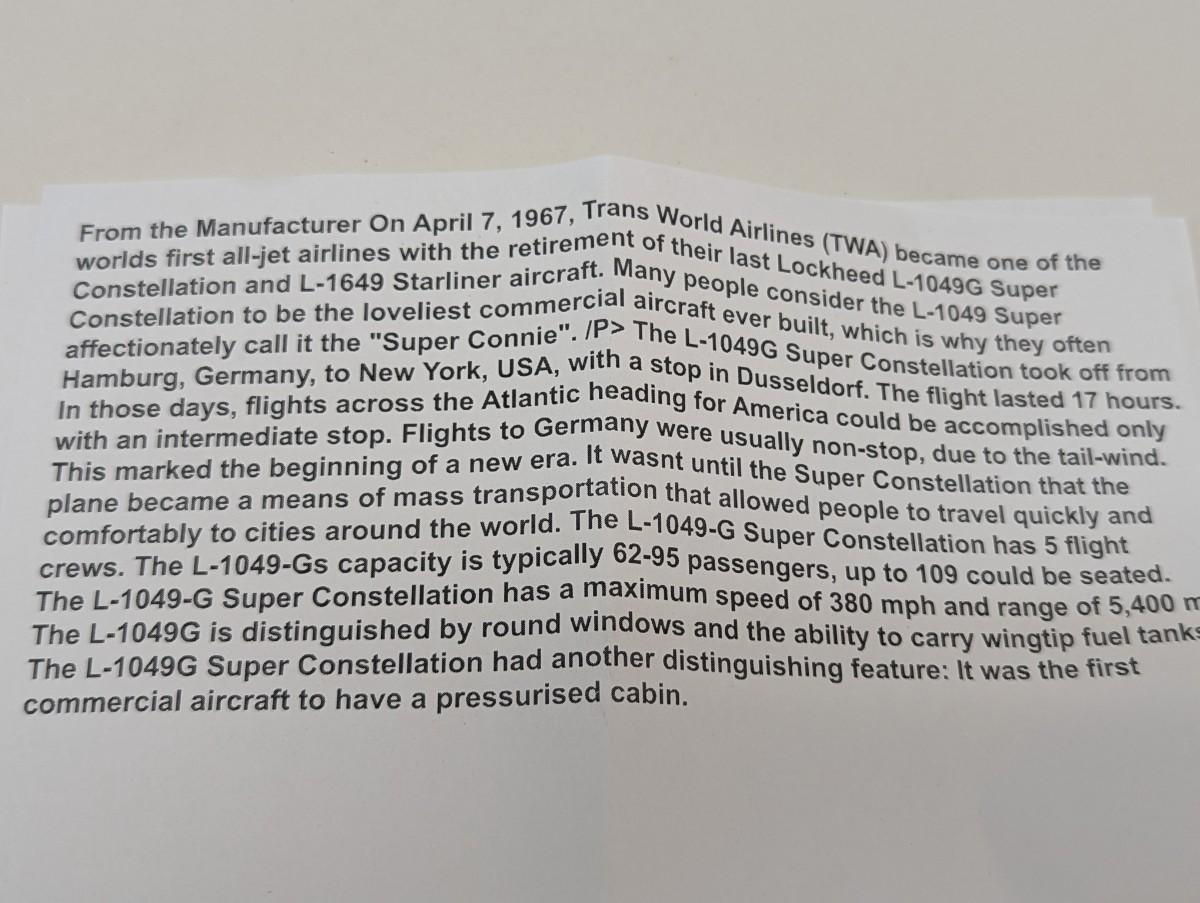 From the Manufacturer On April 7, 1967, Trans World Airlines (TWA) became one of the
worlds first all-jet airlines with the retirement of their last Lockheed L-1049G Super
Constellation and L-1649 Starliner aircraft. Many people consider the L-1049 Super
Constellation to be the loveliest commercial aircraft ever built, which is why they often
affectionately call it the "Super Connie". /P> The L-1049G Super Constellation took off from
Hamburg, Germany, to New York, USA, with a stop in Dusseldorf. The flight lasted 17 hours.
In those days, flights across the Atlantic heading for America could be accomplished only
with an intermediate stop. Flights to Germany were usually non-stop, due to the tail-wind.
This marked the beginning of a new era. It wasnt until the Super Constellation that the
plane became a means of mass transportation that allowed people to travel quickly and
comfortably to cities around the world. The L-1049-G Super Constellation has 5 flight
crews. The L-1049-Gs capacity is typically 62-95 passengers, up to 109 could be seated.
The L-1049-G Super Constellation has a maximum speed of 380 mph and range of 5,400 m
The L-1049G is distinguished by round windows and the ability to carry wingtip fuel tanks
The L-1049G Super Constellation had another distinguishing feature: It was the first
commercial aircraft to have a pressurised cabin.